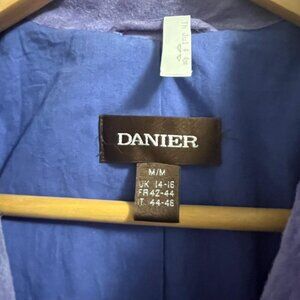 DANIER
M/M
UK 14-16
FR 42-44
IT 44-46